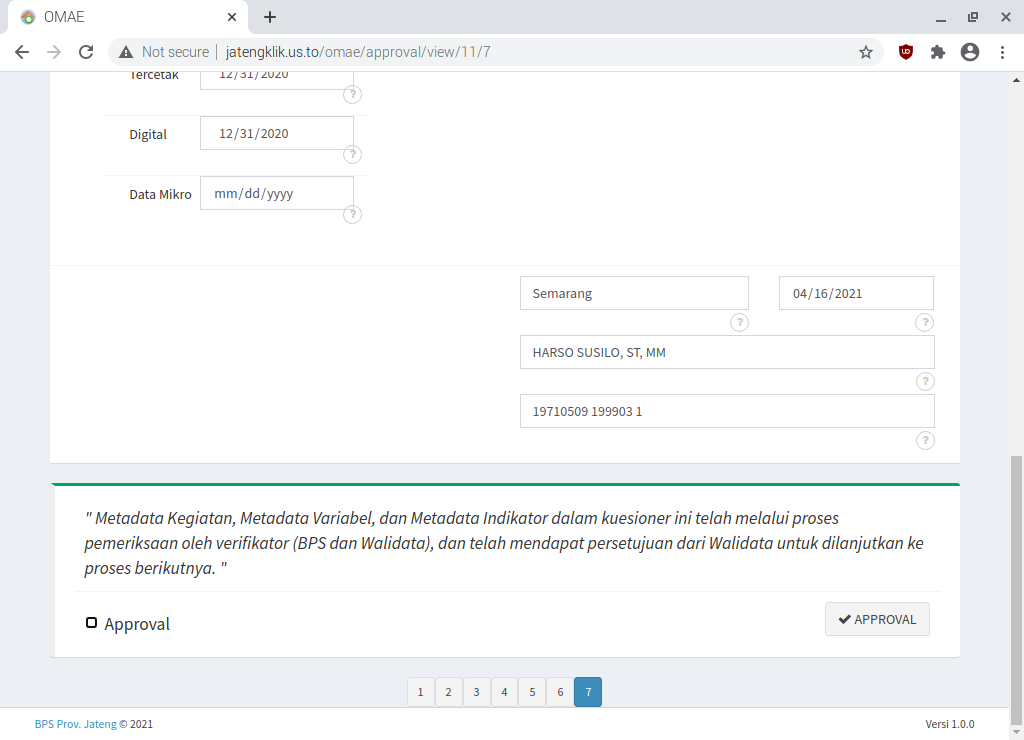 OMAE
Not secure | jatengklik.us.to/omae/approval/view/11/7
Tercetak 12/31/2020
?
Digital 12/31/2020
?
Data Mikro mm/dd/yyyy
?
Semarang 04/16/2021
? ?
HARSO SUSILO, ST, MM
?
19710509 199903 1
?
" Metadata Kegiatan, Metadata Variabel, dan Metadata Indikator dalam kuesioner ini telah melalui proses
pemeriksaan oleh verifikator (BPS dan Walidata), dan telah mendapat persetujuan dari Walidata untuk dilanjutkan ke
proses berikutnya. "
Approval APPROVAL
1 2 3 4 5 6 7
BPS Prov. Jateng © 2021 Versi 1.0.0